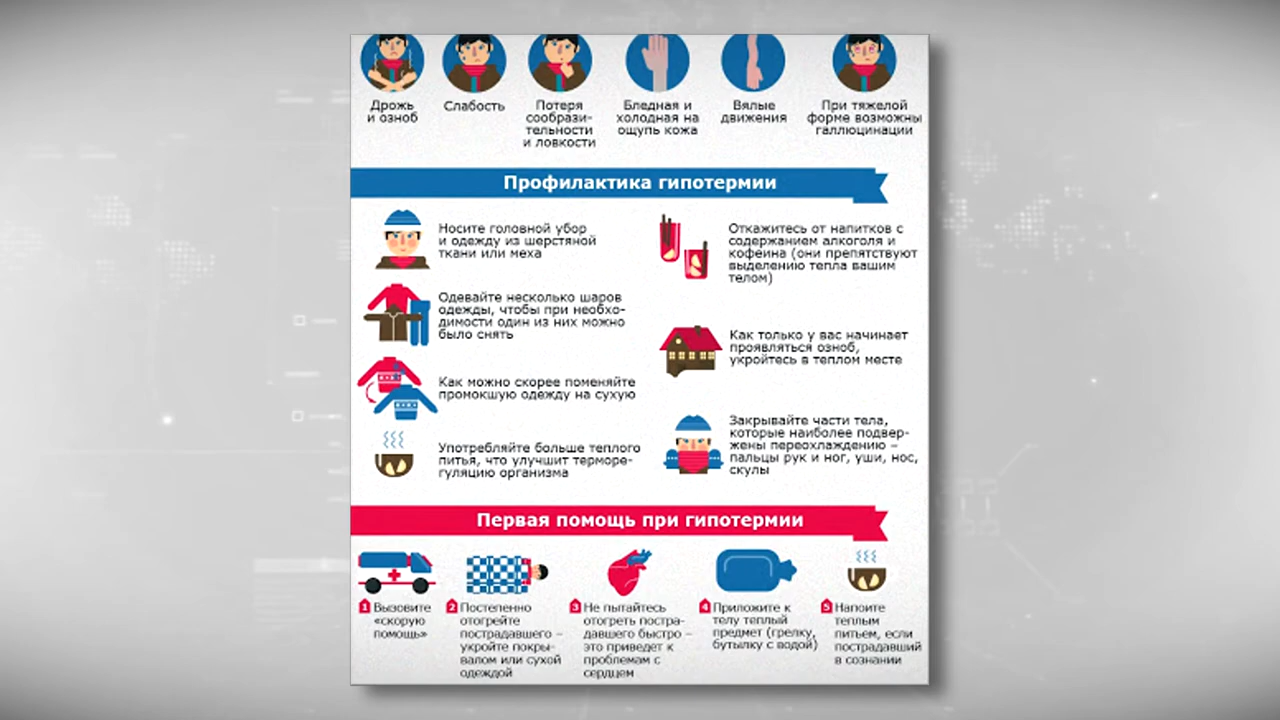 Дрожь
и озноб
Слабость
Потеря
сообрази-
тельности
и ловкости
Бледная и
холодная на
ощупь кожа
Вялые
движения
При тяжелой
форме возможны
галлюцинации
Профилактика гипотермии
Носите головной убор
и одежду из шерстяной
ткани или меха
Одевайте несколько шаров
одежды, чтобы при необхо-
димости один из них можно
было снять
Как можно скорее поменяйте
промокшую одежду на сухую
Употребляйте больше теплого
питья, что улучшит терморе-
гуляцию организма
Откажитесь от напитков с
содержанием алкоголя и
кофеина (они препятствуют
выделению тепла вашим
телом)
Как только у вас начинает
проявляться озноб,
укройтесь в теплом месте
Закрывайте части тела,
которые наиболее подвер-
жены переохлаждению –
пальцы рук и ног, уши, нос,
скулы
Первая помощь при гипотермии
1 Вызовите
«скорую
помощь»
2 Постепенно
отогрейте
пострадавшего –
укройте покры-
валом или сухой
одеждой
3 Не пытайтесь
отогреть постра-
давшего быстро –
это приведет к
проблемам с
сердцем
4 Приложите к
телу теплый
предмет (грелку,
бутылку с водой)
5 Напоите
теплым
питьем, если
пострадавший
в сознании